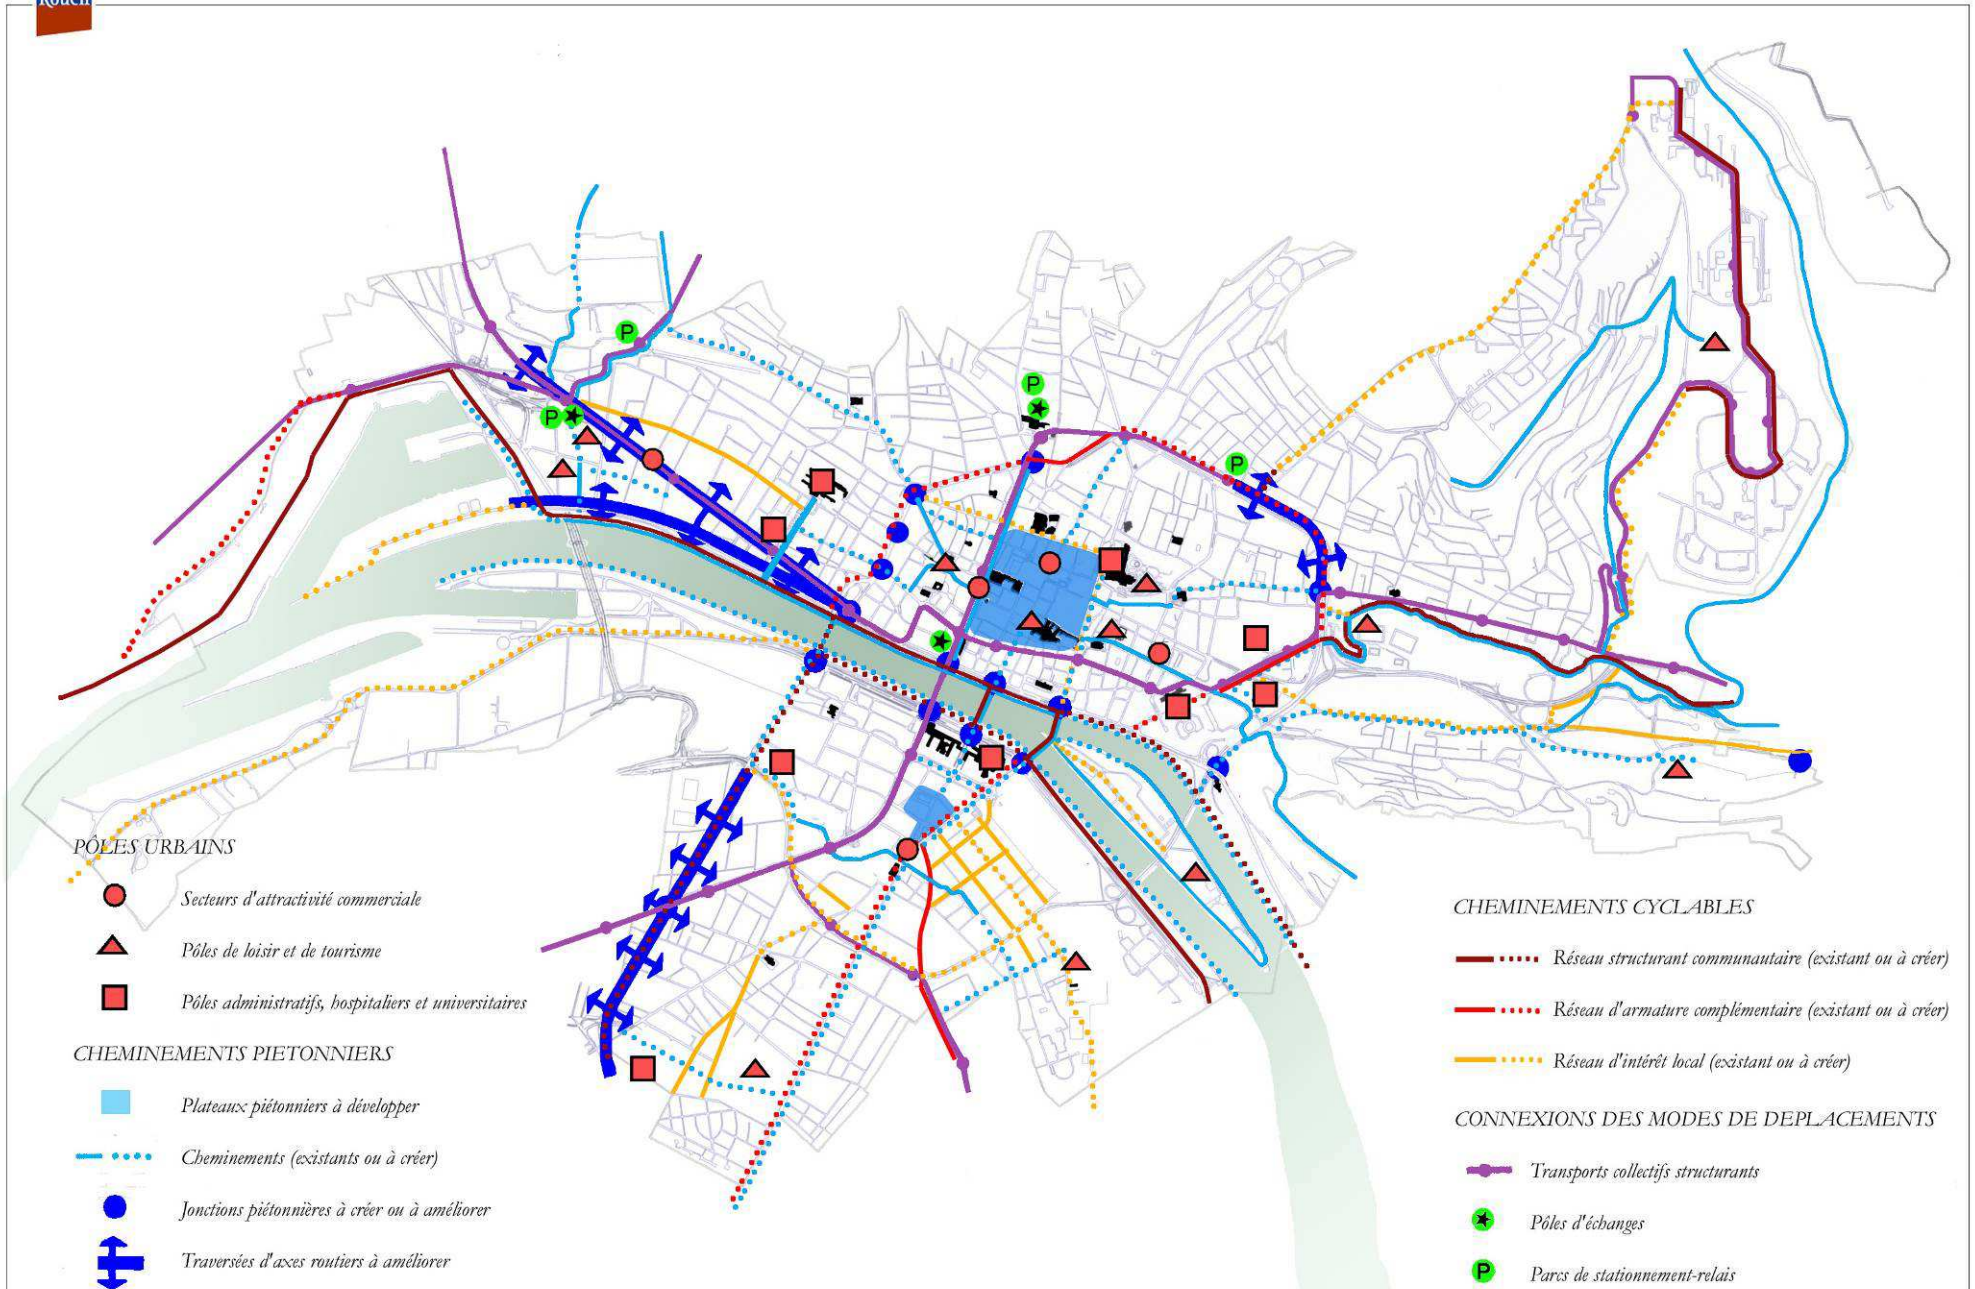 Rouen
P
P
P
P
PÔLES URBAINS
Secteurs d'attractivité commerciale
Pôles de loisir et de tourisme
Pôles administratifs, hospitaliers et universitaires
CHEMINEMENTS PIETONNIERS
Plateaux piétonniers à développer
Cheminements (existants ou à créer)
Jonctions piétonnières à créer ou à améliorer
Traversées d'axes routiers à améliorer
CHEMINEMENTS CYCLABLES
Réseau structurant communautaire (existant ou à créer)
Réseau d'armature complémentaire (existant ou à créer)
Réseau d'intérêt local (existant ou à créer)
CONNEXIONS DES MODES DE DEPLACEMENTS
Transports collectifs structurants
Pôles d'échanges
P Parcs de stationnement-relais